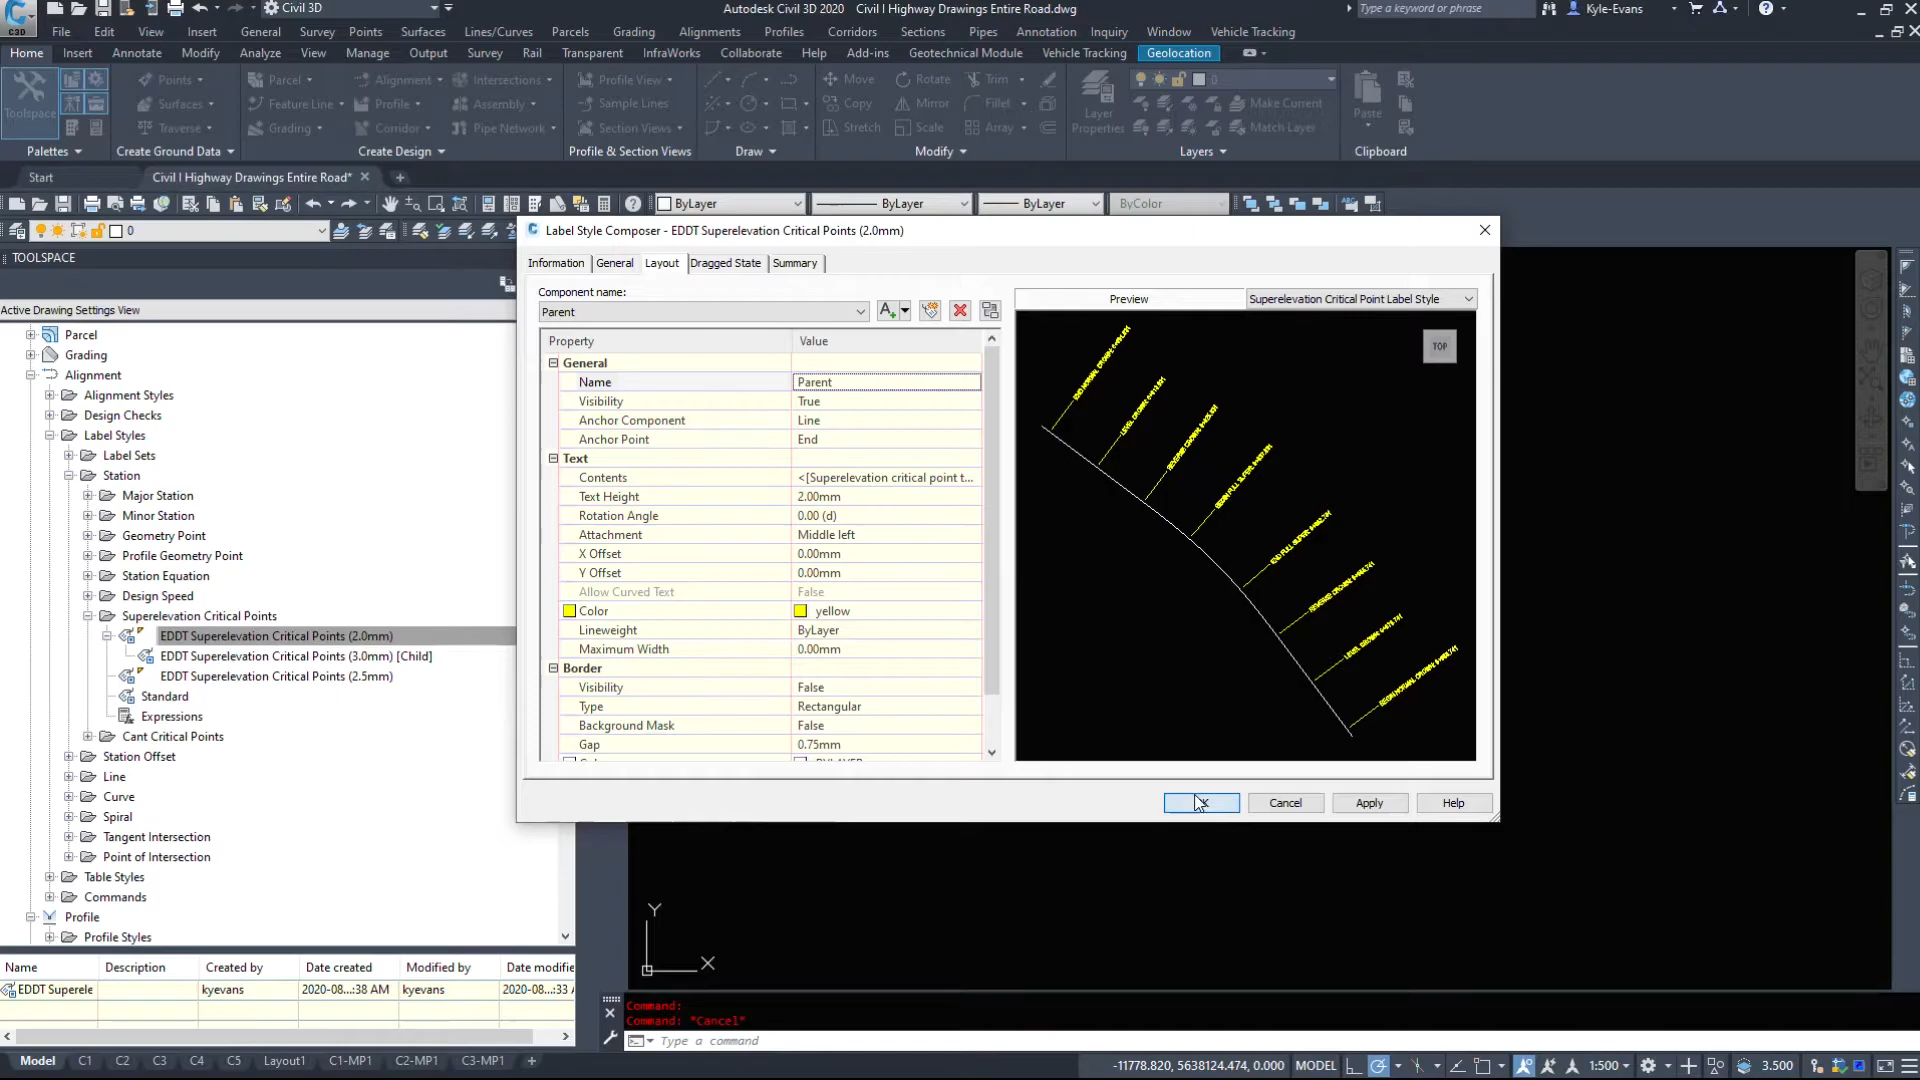 Civil 3D
Autodesk Civil 3D 2020 Civil I Highway Drawings Entire Road.dwg
Type a keyword or phrase
Kyle-Evans
C3D
File Edit View Insert General Survey Points Surfaces Lines/Curves Parcels Grading Alignments Profiles Corridors Sections Pipes Annotation Inquiry Window Vehicle Tracking
Home Insert Annotate Modify Analyze View Manage Output Survey Rail Transparent InfraWorks Collaborate Help Add-ins Geotechnical Module Vehicle Tracking Geolocation
Toolspace
Points Parcel Alignment Intersections Profile View Move Rotate Trim
Surfaces Feature Line Profile Assembly Sample Lines Copy Mirror Fillet Make Current
Traverse Grading Corridor Pipe Network Section Views Stretch Scale Array Match Layer
Layer Properties
Paste
Palettes Create Ground Data Create Design Profile & Section Views Draw Modify Layers Clipboard
Start Civil I Highway Drawings Entire Road*
ByLayer ByLayer ByLayer ByColor
0
TOOLSPACE
Active Drawing Settings View
Parcel
Grading
Alignment
Alignment Styles
Design Checks
Label Styles
Label Sets
Station
Major Station
Minor Station
Geometry Point
Profile Geometry Point
Station Equation
Design Speed
Superelevation Critical Points
EDDT Superelevation Critical Points (2.0mm)
EDDT Superelevation Critical Points (3.0mm) [Child]
EDDT Superelevation Critical Points (2.5mm)
Standard
Expressions
Cant Critical Points
Station Offset
Line
Curve
Spiral
Tangent Intersection
Point of Intersection
Table Styles
Commands
Profile
Profile Styles
Name Description Created by Date created Modified by Date modifie
EDDT Superele kyevans 2020-08...:38 AM kyevans 2020-08...:33
Label Style Composer - EDDT Superelevation Critical Points (2.0mm)
Information General Layout Dragged State Summary
Component name:
Parent
Property Value
General
Name Parent
Visibility True
Anchor Component Line
Anchor Point End
Text
Contents <[Superelevation critical point t...
Text Height 2.00mm
Rotation Angle 0.00 (d)
Attachment Middle left
X Offset 0.00mm
Y Offset 0.00mm
Allow Curved Text False
Color yellow
Lineweight ByLayer
Maximum Width 0.00mm
Border
Visibility False
Type Rectangular
Background Mask False
Gap 0.75mm
Preview
Superelevation Critical Point Label Style
TOP
Cancel Apply Help
Y
X
Command:
Command: *Cancel*
Type a command
Model C1 C2 C3 C4 C5 Layout1 C1-MP1 C2-MP1 C3-MP1
-11778.820, 5638124.474, 0.000 MODEL 1:500 3.500